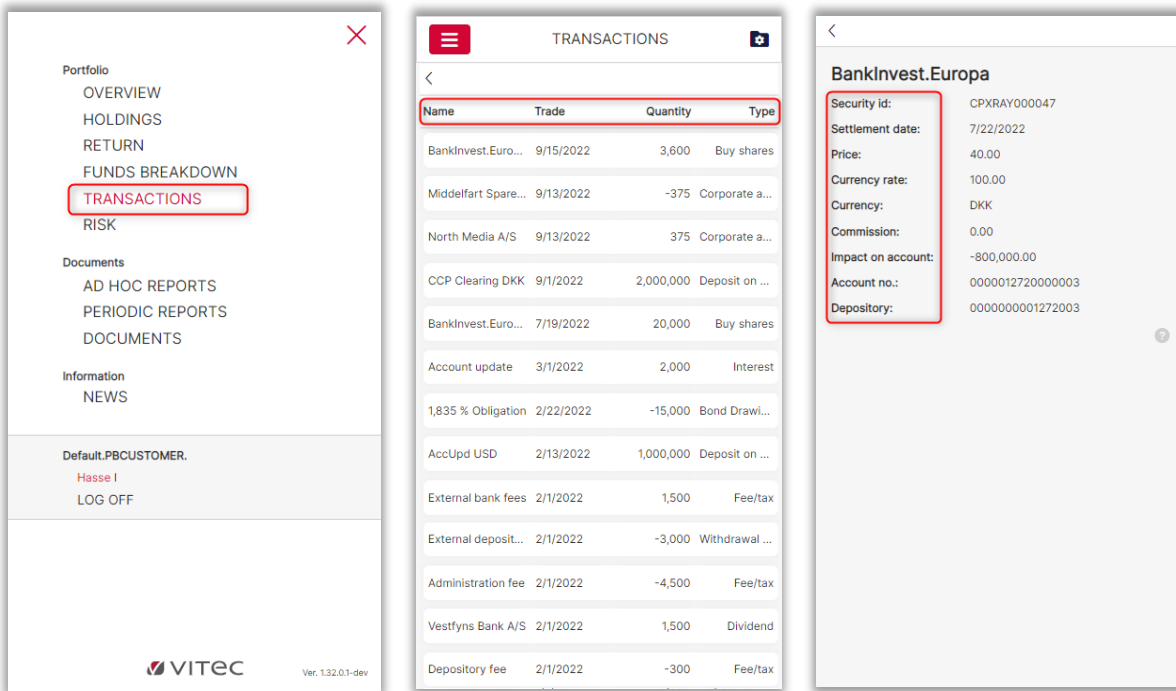 Portfolio
OVERVIEW
HOLDINGS
RETURN
FUNDS BREAKDOWN
TRANSACTIONS
RISK
Documents
AD HOC REPORTS
PERIODIC REPORTS
DOCUMENTS
Information
NEWS
Default.PBCUSTOMER.
Hasse I
LOG OFF
VITEC
Ver. 1.32.0.1-dev
TRANSACTIONS
Name Trade Quantity Type
BankInvest.Euro... 9/15/2022 3,600 Buy shares
Middelfart Spare... 9/13/2022 -375 Corporate a...
North Media A/S 9/13/2022 375 Corporate a...
CCP Clearing DKK 9/1/2022 2,000,000 Deposit on ...
BankInvest.Euro... 7/19/2022 20,000 Buy shares
Account update 3/1/2022 2,000 Interest
1,835 % Obligation 2/22/2022 -15,000 Bond Drawi...
AccUpd USD 2/13/2022 1,000,000 Deposit on ...
External bank fees 2/1/2022 1,500 Fee/tax
External deposit... 2/1/2022 -3,000 Withdrawal ...
Administration fee 2/1/2022 -4,500 Fee/tax
Vestfyns Bank A/S 2/1/2022 1,500 Dividend
Depository fee 2/1/2022 -300 Fee/tax
BankInvest.Europa
Security id: CPXRAY000047
Settlement date: 7/22/2022
Price: 40.00
Currency rate: 100.00
Currency: DKK
Commission: 0.00
Impact on account: -800,000.00
Account no.: 0000012720000003
Depository: 0000000001272003
?